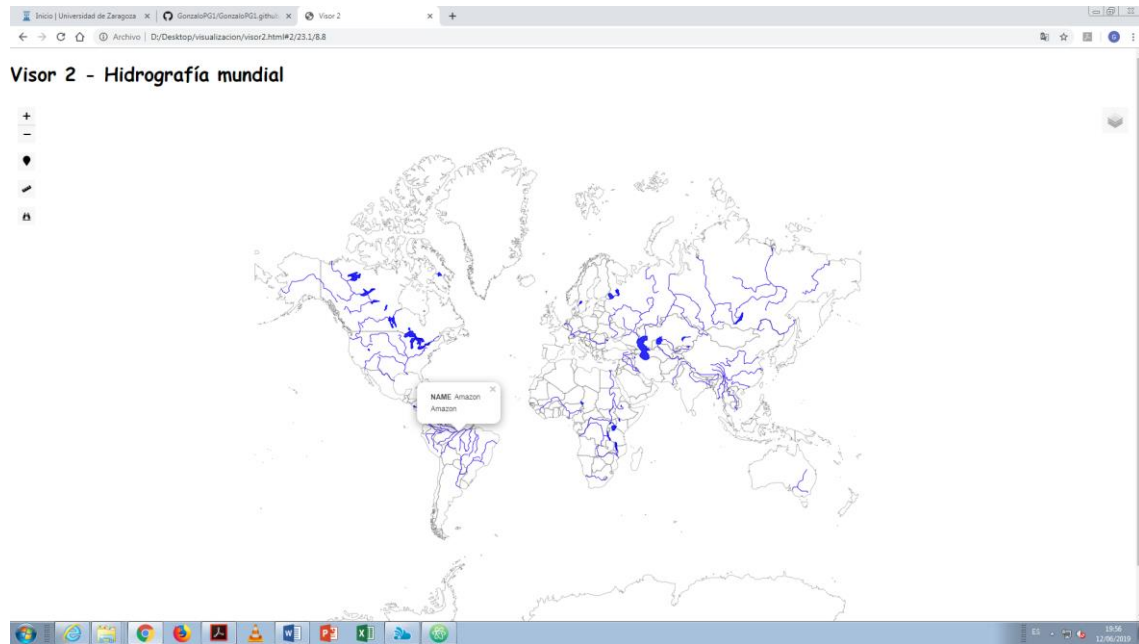 Inicio | Universidad de Zaragoza
GonzaloPG1/GonzaloPG1.github
Visor 2
Archivo | D:/Desktop/visualizacion/visor2.html#2/23.1/8.8
G
Visor 2 - Hidrografía mundial
+
−
NAME Amazon
Amazon
ES
19:56
12/06/2019